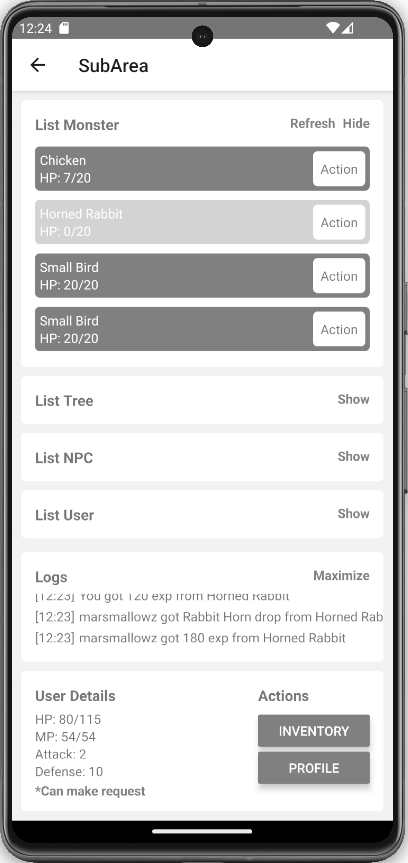 12:24
SubArea
List Monster
Refresh Hide
Chicken
HP: 7/20
Action
Horned Rabbit
HP: 0/20
Action
Small Bird
HP: 20/20
Action
Small Bird
HP: 20/20
Action
List Tree
Show
List NPC
Show
List User
Show
Logs
Maximize
[12:23] You got 120 exp from Horned Rabbit
[12:23] marsmallowz got Rabbit Horn drop from Horned Rab
[12:23] marsmallowz got 180 exp from Horned Rabbit
User Details
HP: 80/115
MP: 54/54
Attack: 2
Defense: 10
*Can make request
Actions
INVENTORY
PROFILE